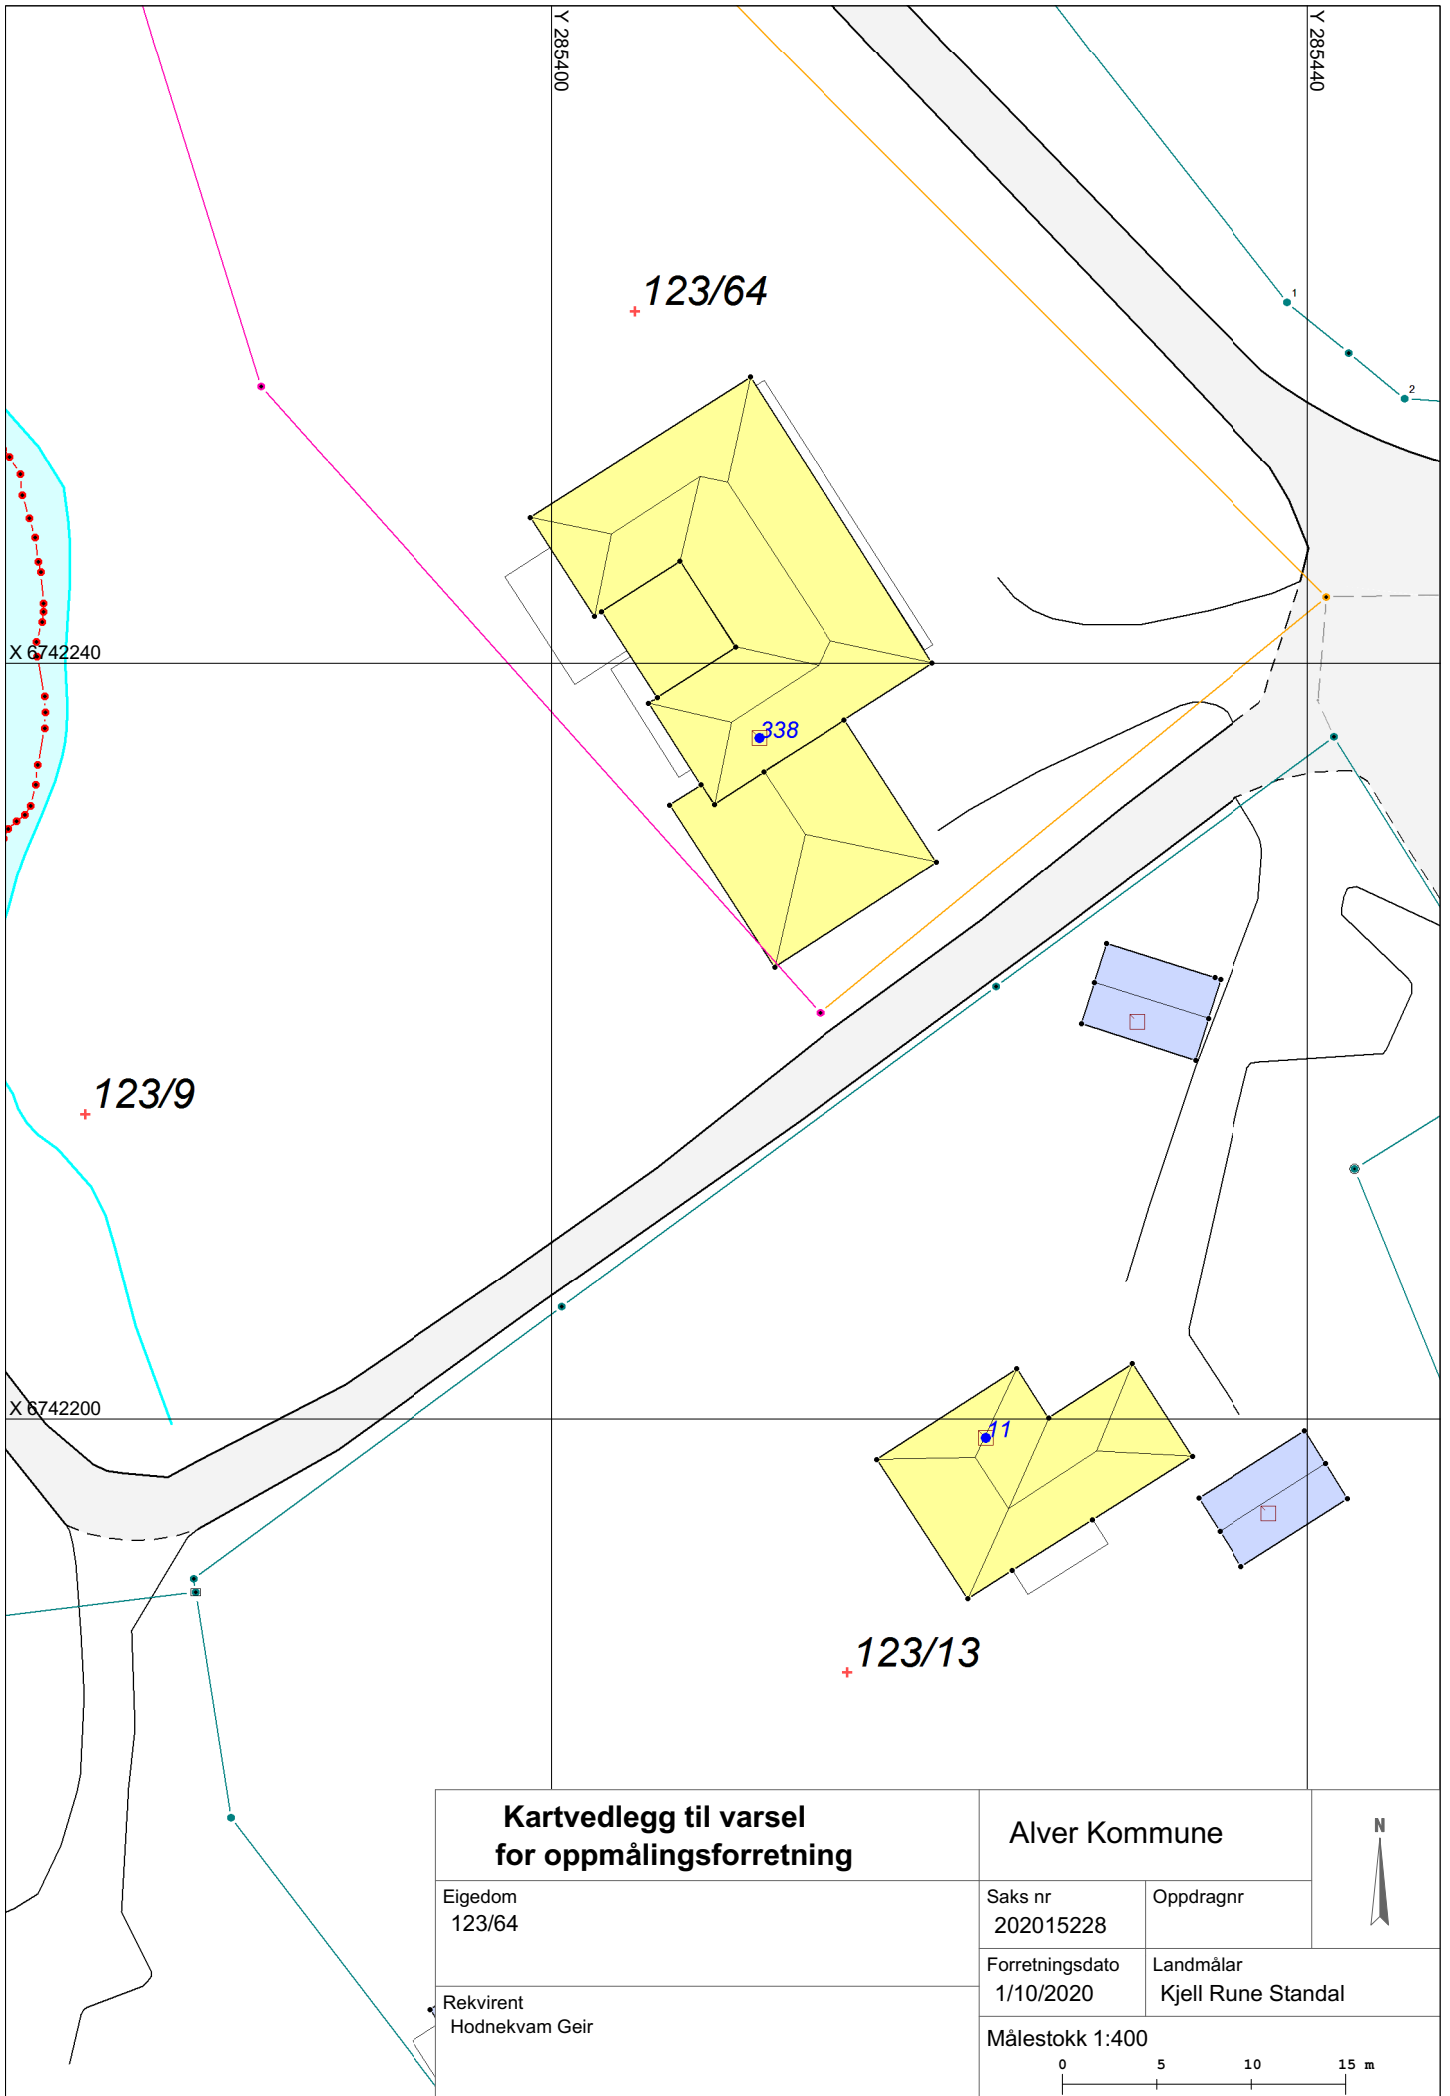 Y 285400
Y 285440
123/64
1
2
X 6742240
338
123/9
X 6742200
11
123/13
Kartvedlegg til varsel
for oppmålingsforretning
Alver Kommune
N
Eigedom
123/64
Saks nr
202015228
Oppdragnr
Forretningsdato
1/10/2020
Landmålar
Kjell Rune Standal
Rekvirent
Hodnekvam Geir
Målestokk 1:400
0 5 10 15 m